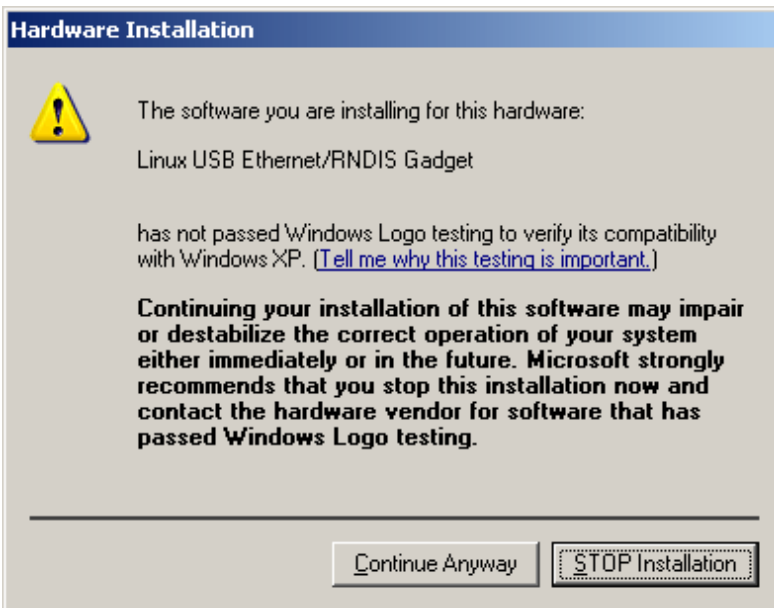 Hardware Installation
The software you are installing for this hardware:
Linux USB Ethernet/RNDIS Gadget
has not passed Windows Logo testing to verify its compatibility
with Windows XP. (Tell me why this testing is important.)
Continuing your installation of this software may impair
or destabilize the correct operation of your system
either immediately or in the future. Microsoft strongly
recommends that you stop this installation now and
contact the hardware vendor for software that has
passed Windows Logo testing.
Continue Anyway
STOP Installation